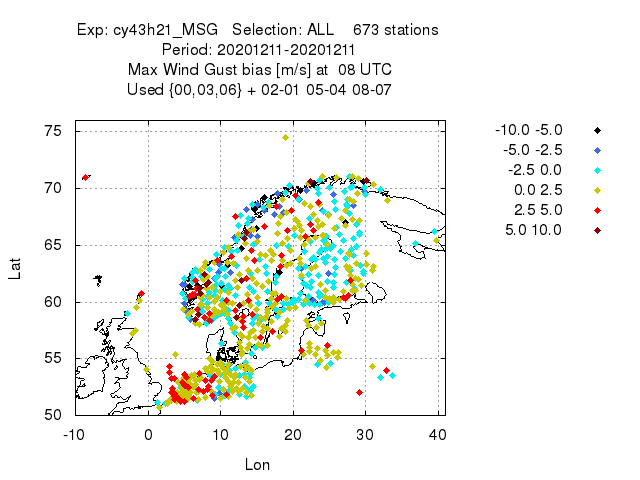 Exp: cy43h21_MSG Selection: ALL 673 stations
Period: 20201211-20201211
Max Wind Gust bias [m/s] at 08 UTC
Used {00,03,06} + 02-01 05-04 08-07
75
70
65
60
55
50
-10 0 10 20 30 40
Lat
Lon
-10.0 -5.0
-5.0 -2.5
-2.5 0.0
0.0 2.5
2.5 5.0
5.0 10.0